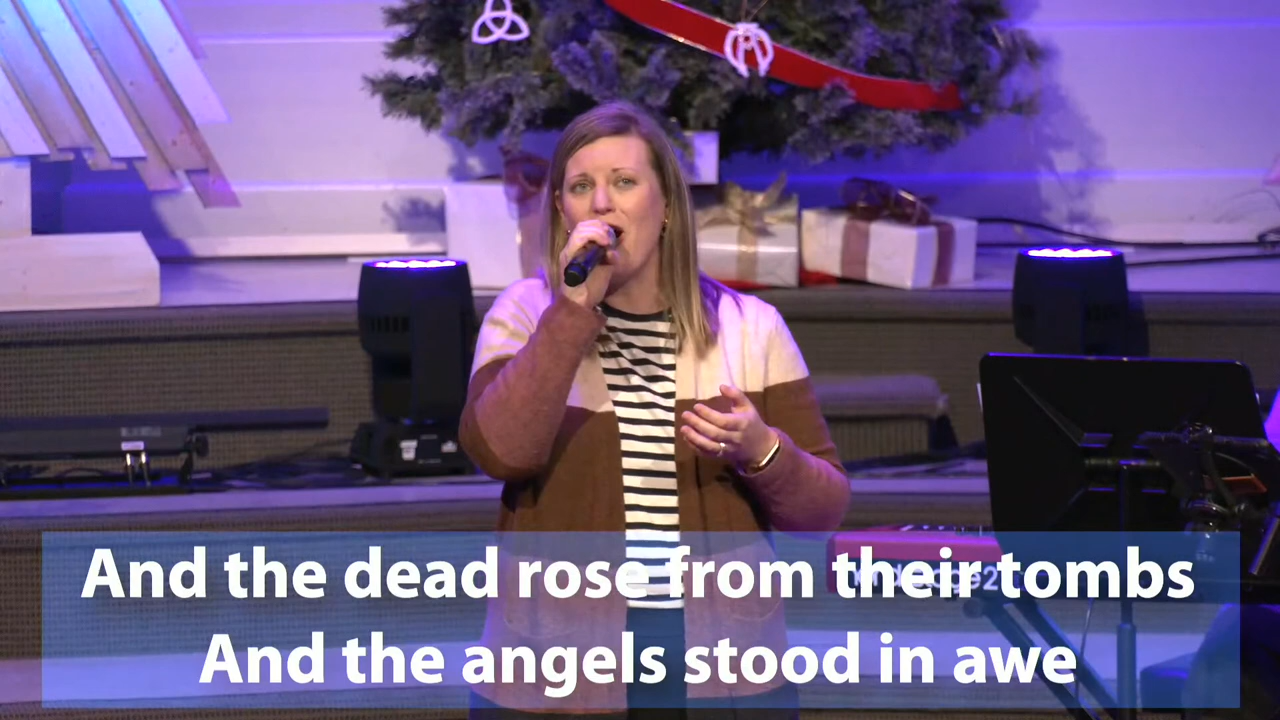 And the dead rose from their tombs
And the angels stood in awe